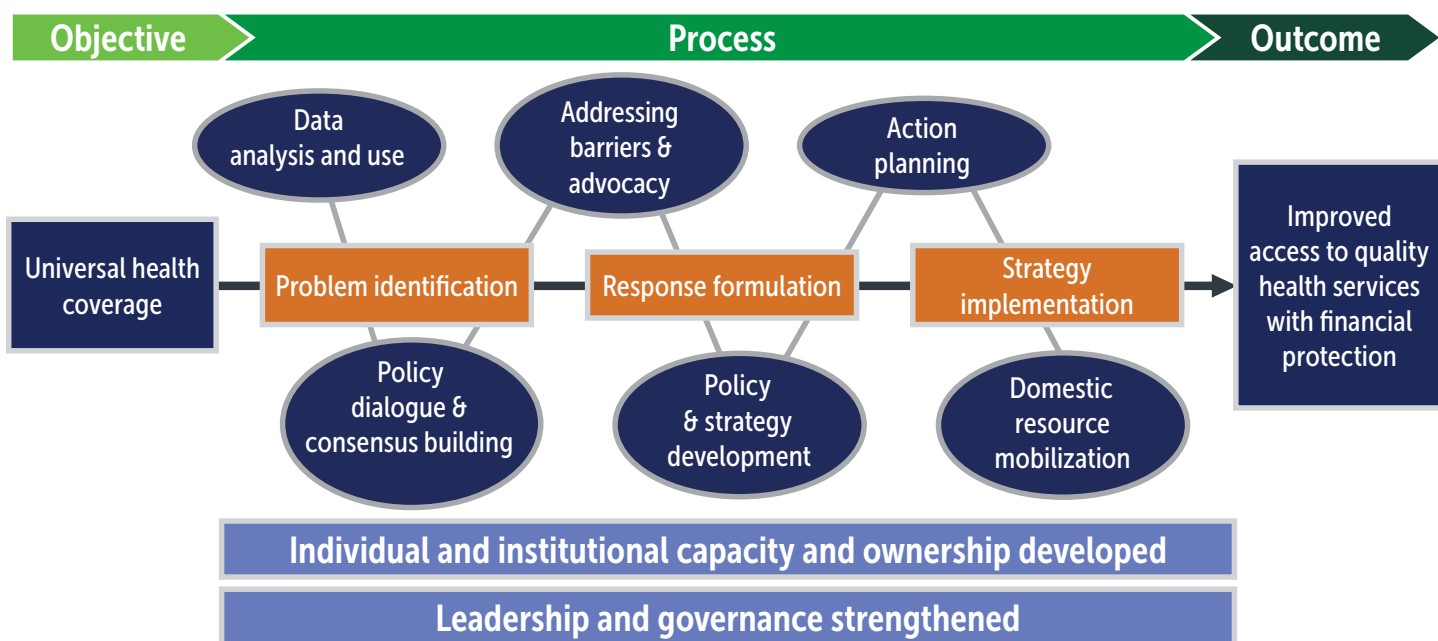 Objective
Process
Outcome
Data
analysis and use
Addressing
barriers &
advocacy
Action
planning
Universal health
coverage
Problem identification
Response formulation
Strategy
implementation
Improved
access to quality
health services
with financial
protection
Policy
dialogue &
consensus building
Policy
& strategy
development
Domestic
resource
mobilization
Individual and institutional capacity and ownership developed
Leadership and governance strengthened